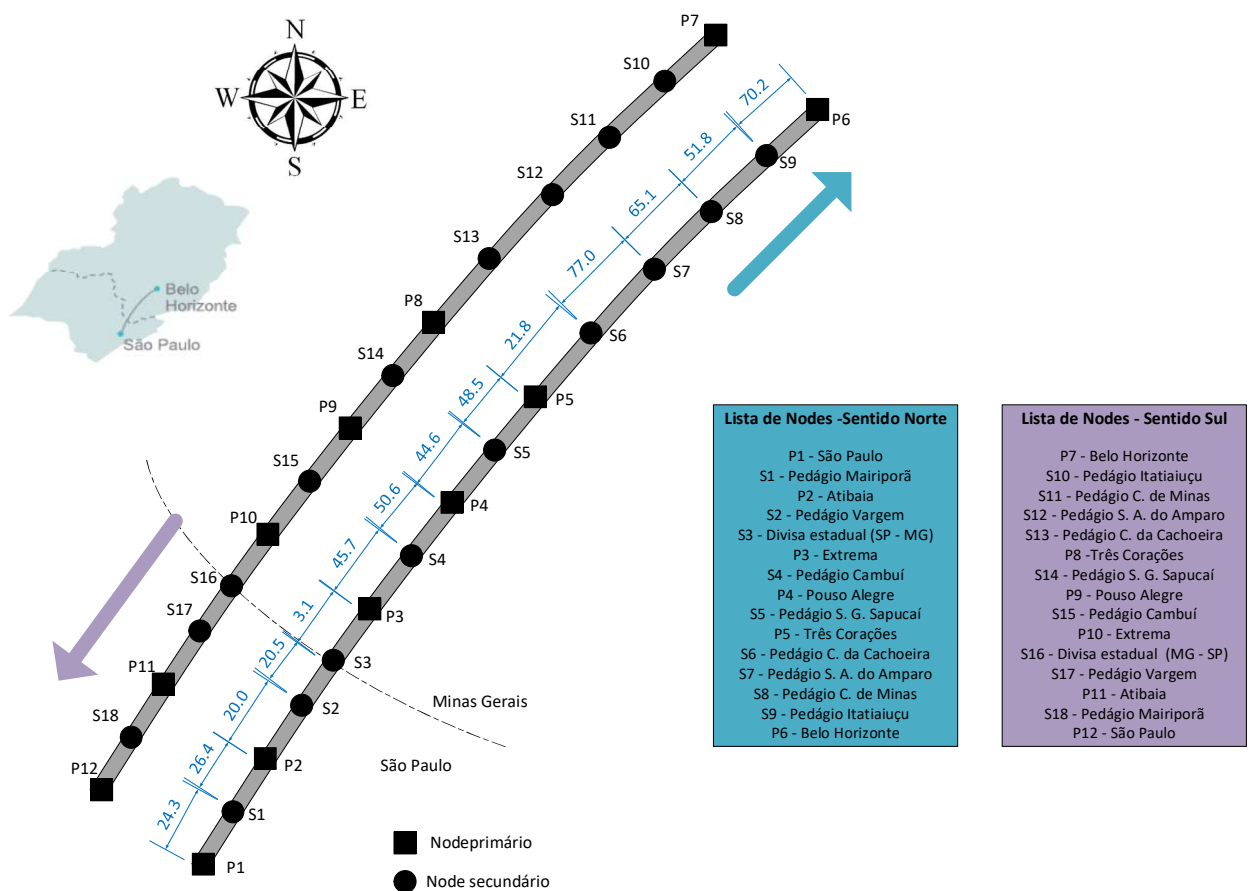 N
W
E
S
Belo
Horizonte
São Paulo
P7
S10
S11
S12
S13
P8
S14
P9
S15
P10
S16
S17
P11
S18
P12
70.2
51.8
65.1
77.0
21.8
48.5
44.6
50.6
45.7
3.1
20.5
20.0
26.4
24.3
P6
S9
S8
S7
S6
P5
S5
P4
S4
P3
S3
S2
P2
S1
P1
Minas Gerais
São Paulo
Nodeprimário
Node secundário
Lista de Nodes -Sentido Norte
P1 - São Paulo
S1 - Pedágio Mairiporã
P2 - Atibaia
S2 - Pedágio Vargem
S3 - Divisa estadual (SP - MG)
P3 - Extrema
S4 - Pedágio Cambuí
P4 - Pouso Alegre
S5 - Pedágio S. G. Sapucaí
P5 - Três Corações
S6 - Pedágio C. da Cachoeira
S7 - Pedágio S. A. do Amparo
S8 - Pedágio C. de Minas
S9 - Pedágio Itatiaiuçu
P6 - Belo Horizonte
Lista de Nodes - Sentido Sul
P7 - Belo Horizonte
S10 - Pedágio Itatiaiuçu
S11 - Pedágio C. de Minas
S12 - Pedágio S. A. do Amparo
S13 - Pedágio C. da Cachoeira
P8 -Três Corações
S14 - Pedágio S. G. Sapucaí
P9 - Pouso Alegre
S15 - Pedágio Cambuí
P10 - Extrema
S16 - Divisa estadual (MG - SP)
S17 - Pedágio Vargem
P11 - Atibaia
S18 - Pedágio Mairiporã
P12 - São Paulo